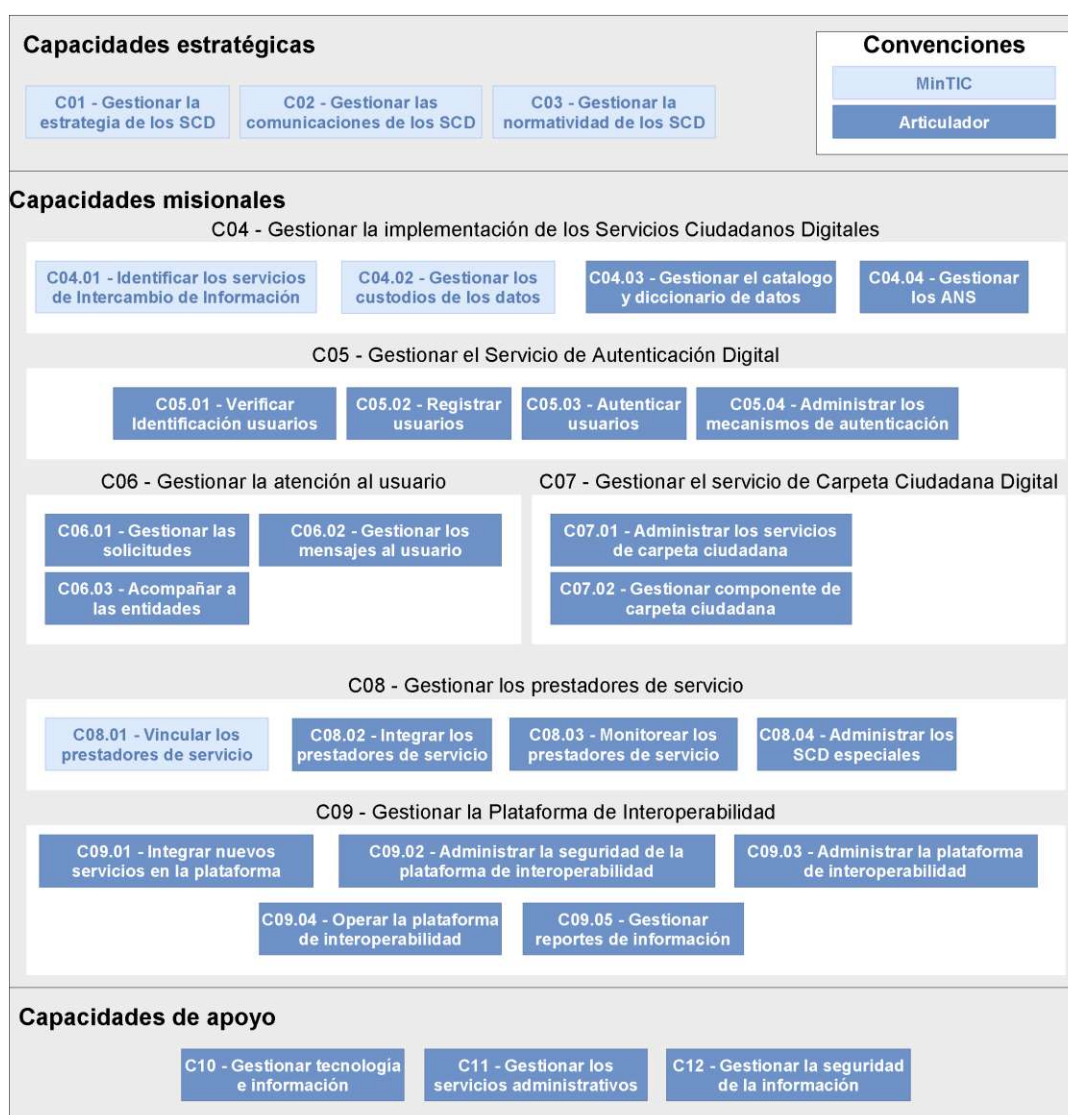 Capacidades estratégicas
Convenciones
MinTIC
Articulador
C01 - Gestionar la
estrategia de los SCD
C02 - Gestionar las
comunicaciones de los SCD
C03 - Gestionar la
normatividad de los SCD
Capacidades misionales
C04 - Gestionar la implementación de los Servicios Ciudadanos Digitales
C04.01 - Identificar los servicios
de Intercambio de Información
C04.02 - Gestionar los
custodios de los datos
C04.03 - Gestionar el catalogo
y diccionario de datos
C04.04 - Gestionar
los ANS
C05 - Gestionar el Servicio de Autenticación Digital
C05.01 - Verificar
Identificación usuarios
C05.02 - Registrar
usuarios
C05.03 - Autenticar
usuarios
C05.04 - Administrar los
mecanismos de autenticación
C06 - Gestionar la atención al usuario
C06.01 - Gestionar las
solicitudes
C06.02 - Gestionar los
mensajes al usuario
C06.03 - Acompañar a
las entidades
C07 - Gestionar el servicio de Carpeta Ciudadana Digital
C07.01 - Administrar los servicios
de carpeta ciudadana
C07.02 - Gestionar componente de
carpeta ciudadana
C08 - Gestionar los prestadores de servicio
C08.01 - Vincular los
prestadores de servicio
C08.02 - Integrar los
prestadores de servicio
C08.03 - Monitorear los
prestadores de servicio
C08.04 - Administrar los
SCD especiales
C09 - Gestionar la Plataforma de Interoperabilidad
C09.01 - Integrar nuevos
servicios en la plataforma
C09.02 - Administrar la seguridad de la
plataforma de interoperabilidad
C09.03 - Administrar la plataforma
de interoperabilidad
C09.04 - Operar la plataforma
de interoperabilidad
C09.05 - Gestionar
reportes de información
Capacidades de apoyo
C10 - Gestionar tecnología
e información
C11 - Gestionar los
servicios administrativos
C12 - Gestionar la seguridad
de la información